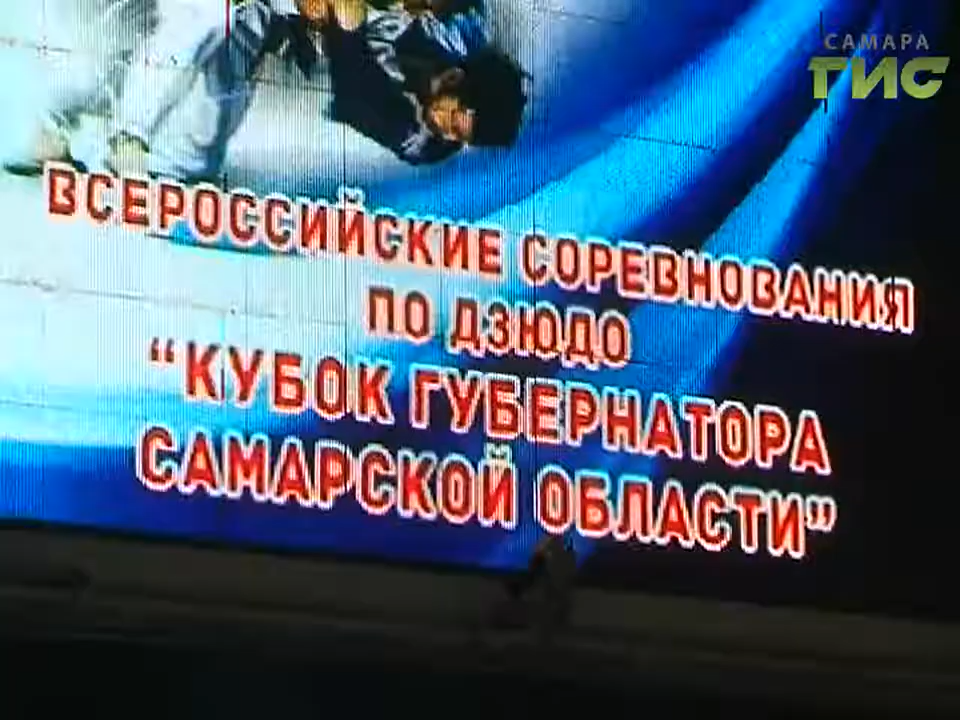 САМАРА
ГИС
ВСЕРОССИЙСКИЕ СОРЕВНОВАНИЯ
ПО ДЗЮДО
“КУБОК ГУБЕРНАТОРА
САМАРСКОЙ ОБЛАСТИ”